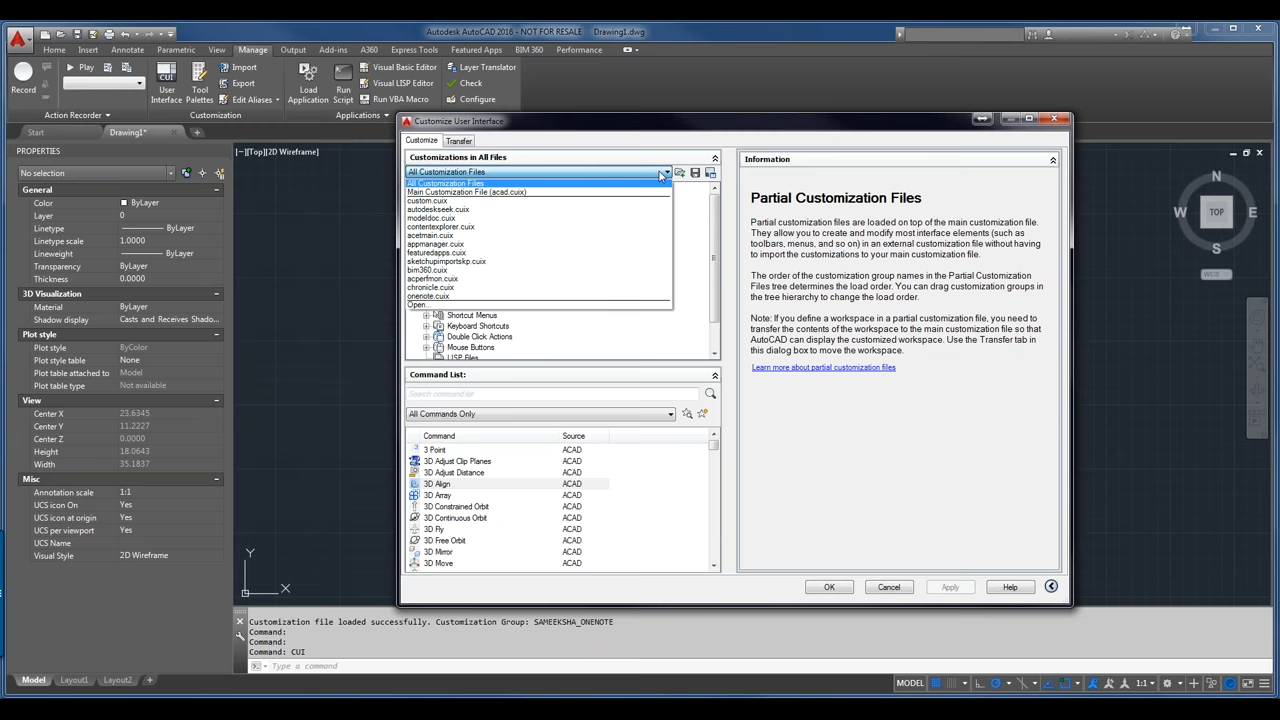 Autodesk AutoCAD 2016 - NOT FOR RESALE Drawing1.dwg
Home Insert Annotate Parametric View Manage Output Add-ins A360 Express Tools Featured Apps BIM 360 Performance
Record
Play
CUI
User Interface
Tool Palettes
Import
Export
Edit Aliases
Load Application
Run Script
Visual Basic Editor
Visual LISP Editor
Run VBA Macro
Layer Translator
Check
Configure
Action Recorder
Customization
Applications
Start
Drawing1*
PROPERTIES
No selection
General
Color ByLayer
Layer 0
Linetype ByLayer
Linetype scale 1.0000
Lineweight ByLayer
Transparency ByLayer
Thickness 0.0000
3D Visualization
Material ByLayer
Shadow display Casts and Receives Shado...
Plot style
Plot style ByColor
Plot style table None
Plot table attached to Model
Plot table type Not available
View
Center X 23.6345
Center Y 11.2227
Center Z 0.0000
Height 18.0643
Width 35.1837
Misc
Annotation scale 1:1
UCS icon On Yes
UCS icon at origin Yes
UCS per viewport Yes
UCS Name
Visual Style 2D Wireframe
[-][Top][2D Wireframe]
Customize User Interface
Customize Transfer
Customizations in All Files
All Customization Files
All Customization Files
Main Customization File (acad.cuix)
custom.cuix
autodeskseek.cuix
modeldoc.cuix
contentexplorer.cuix
acetmain.cuix
appmanager.cuix
featuredapps.cuix
sketchupimportskp.cuix
bim360.cuix
acperfmon.cuix
chronicle.cuix
onenote.cuix
Open...
Shortcut Menus
Keyboard Shortcuts
Double Click Actions
Mouse Buttons
LISP Files
Command List:
Search command list
All Commands Only
Command Source
3 Point ACAD
3D Adjust Clip Planes ACAD
3D Adjust Distance ACAD
3D Align ACAD
3D Array ACAD
3D Constrained Orbit ACAD
3D Continuous Orbit ACAD
3D Fly ACAD
3D Free Orbit ACAD
3D Mirror ACAD
3D Move ACAD
Information
Partial Customization Files
Partial customization files are loaded on top of the main customization file.
They allow you to create and modify most interface elements (such as
toolbars, menus, and so on) in an external customization file without having
to import the customizations to your main customization file.
The order of the customization group names in the Partial Customization
Files tree determines the load order. You can drag customization groups in
the tree hierarchy to change the load order.
Note: If you define a workspace in a partial customization file, you need to
transfer the contents of the workspace to the main customization file so that
AutoCAD can display the customized workspace. Use the Transfer tab in
this dialog box to move the workspace.
Learn more about partial customization files
OK Cancel Apply Help
N
W TOP E
S
WCS
Y
X
Customization file loaded successfully. Customization Group: SAMEEKSHA_ONENOTE
Command:
Command:
Command: CUI
Type a command
Model Layout1 Layout2
MODEL 1:1